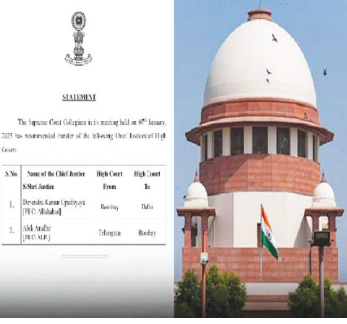 STATEMENT
The Supreme Court Collegium in its meeting held on 07th January,
2025 has recommended transfer of the following Chief Justices of High
Courts:
S.No. Name of the Chief Justice High Court High Court
S/Shri Justice From To
1. Devendra Kumar Upadhyaya Bombay Delhi
[PHC: Allahabad]
2. Alok Aradhe Telangana Bombay
[PHC: M.P.]